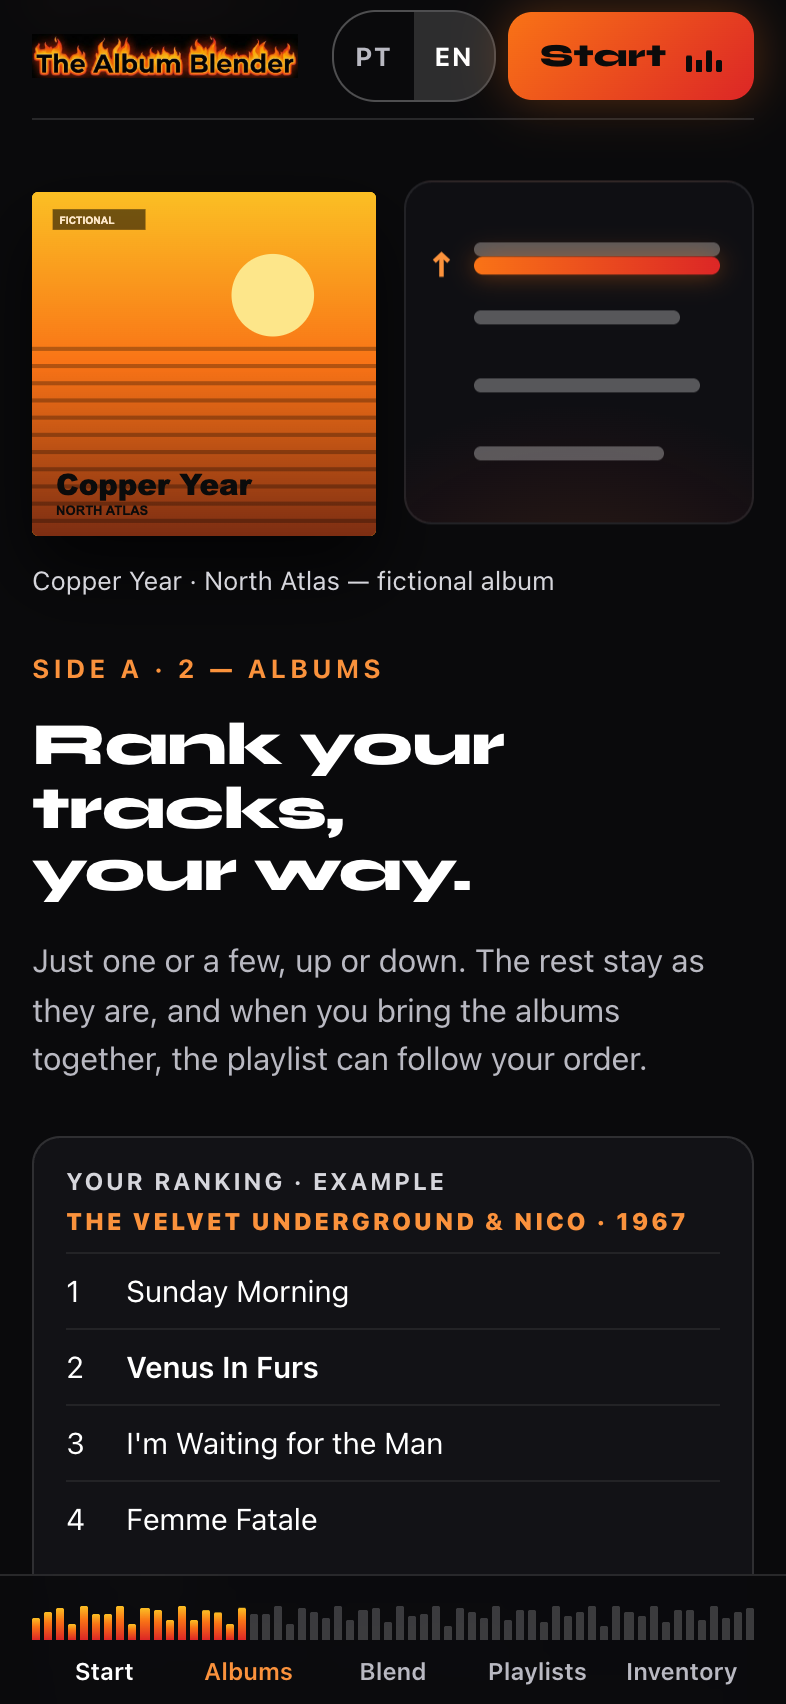 The Album Blender
PT
EN
Start
FICTIONAL
Copper Year
NORTH ATLAS
↑
Copper Year · North Atlas — fictional album
SIDE A · 2 — ALBUMS
Rank your
tracks,
your way.
Just one or a few, up or down. The rest stay as
they are, and when you bring the albums
together, the playlist can follow your order.
YOUR RANKING · EXAMPLE
THE VELVET UNDERGROUND & NICO · 1967
1 Sunday Morning
2 Venus In Furs
3 I'm Waiting for the Man
4 Femme Fatale
Start
Albums
Blend
Playlists
Inventory